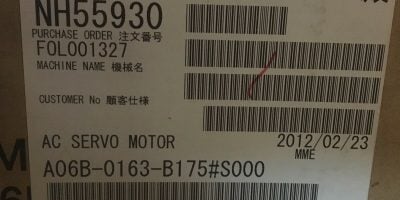 NH55930
PURCHASE ORDER 注文番号
FOL001327
MACHINE NAME 機械名
CUSTOMER No 顧客仕様
AC SERVO MOTOR 2012/02/23
MME
A06B-0163-B175#S000